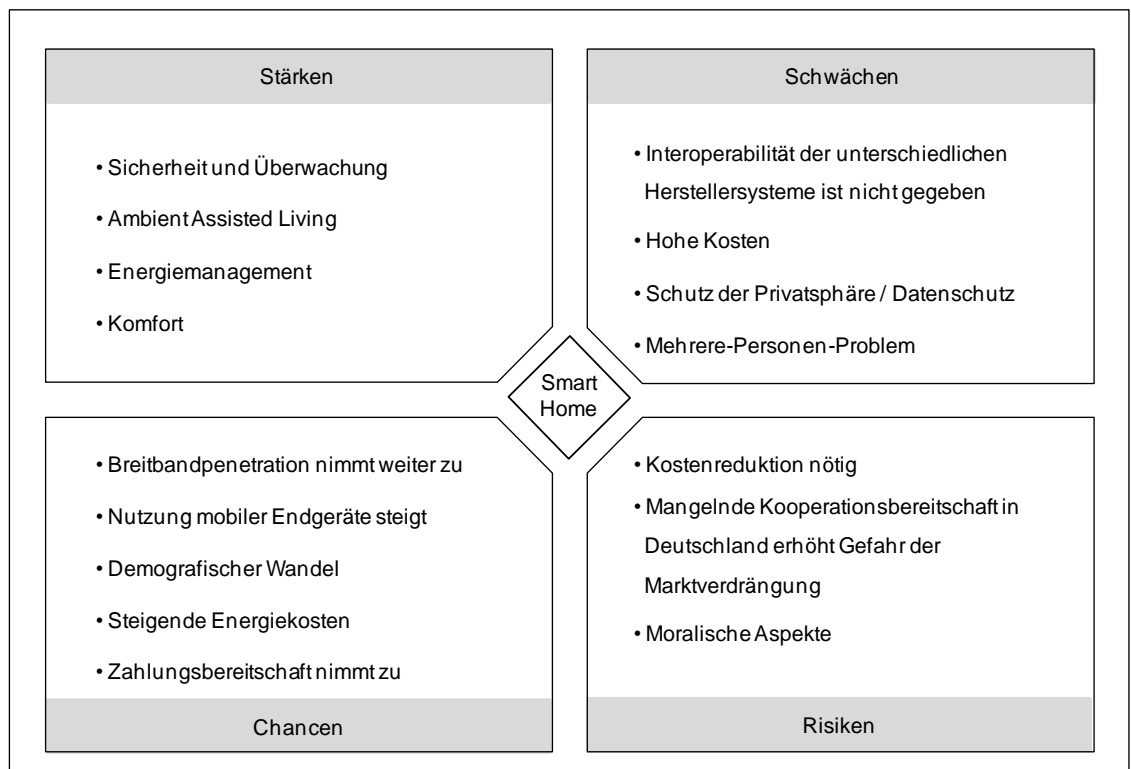 Stärken
• Sicherheit und Überwachung
• Ambient Assisted Living
• Energiemanagement
• Komfort
Schwächen
• Interoperabilität der unterschiedlichen
Herstellersysteme ist nicht gegeben
• Hohe Kosten
• Schutz der Privatsphäre / Datenschutz
• Mehrere-Personen-Problem
Smart
Home
• Breitbandpenetration nimmt weiter zu
• Nutzung mobiler Endgeräte steigt
• Demografischer Wandel
• Steigende Energiekosten
• Zahlungsbereitschaft nimmt zu
Chancen
• Kostenreduktion nötig
• Mangelnde Kooperationsbereitschaft in
Deutschland erhöht Gefahr der
Marktverdrängung
• Moralische Aspekte
Risiken